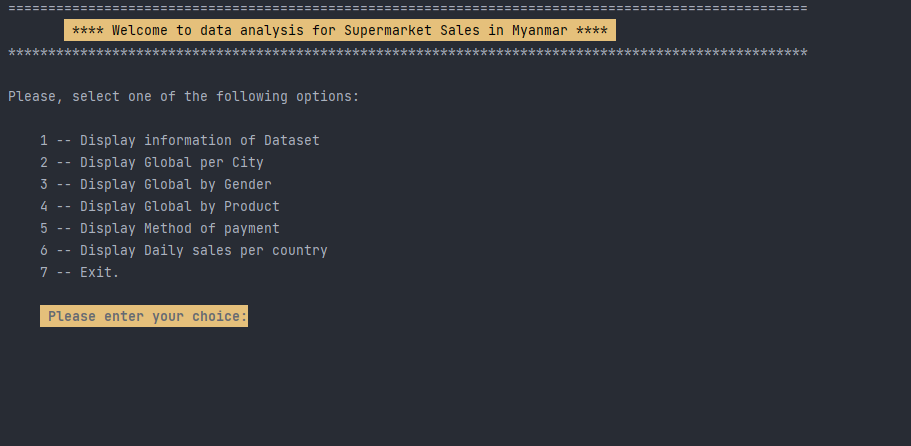 ====================================================================================================
**** Welcome to data analysis for Supermarket Sales in Myanmar ****
****************************************************************************************************
Please, select one of the following options:
1 -- Display information of Dataset
2 -- Display Global per City
3 -- Display Global by Gender
4 -- Display Global by Product
5 -- Display Method of payment
6 -- Display Daily sales per country
7 -- Exit.
Please enter your choice: